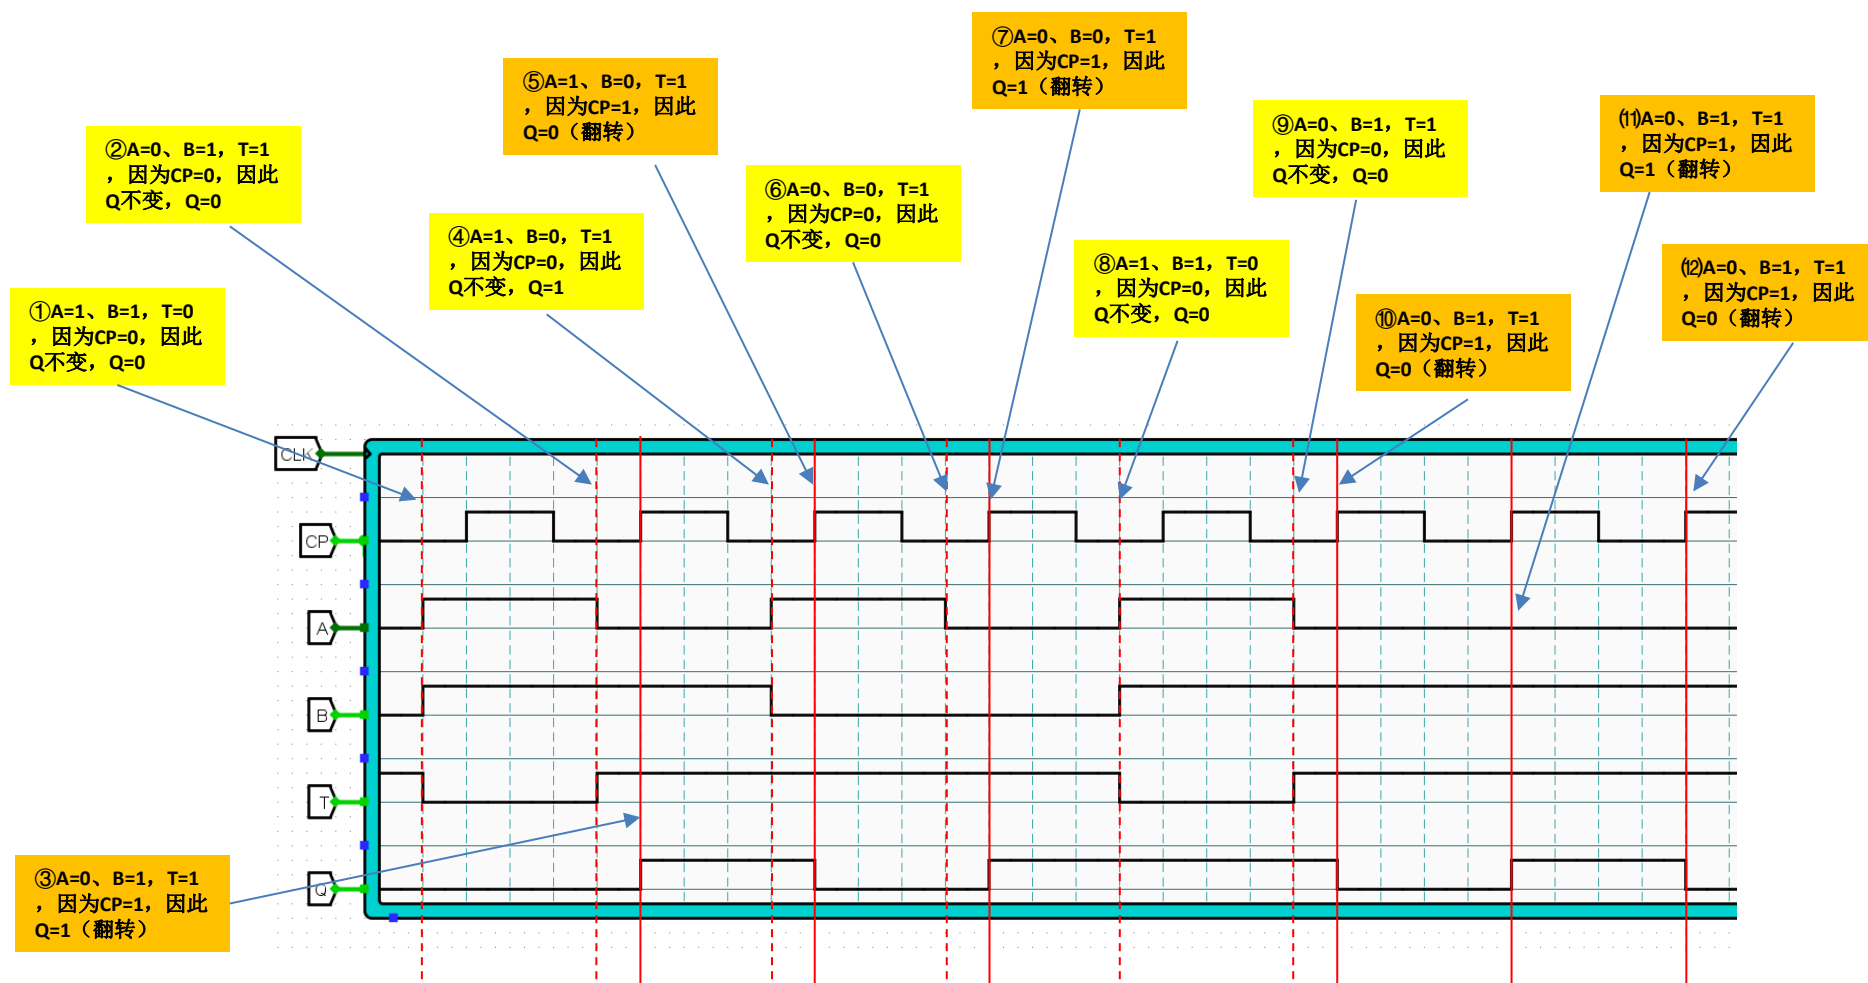 ⑦A=0、B=0，T=1
，因为CP=1，因此
Q=1（翻转）
⑤A=1、B=0，T=1
，因为CP=1，因此
Q=0（翻转）
⑨A=0、B=1，T=1
，因为CP=0，因此
Q不变，Q=0
⑾A=0、B=1，T=1
，因为CP=1，因此
Q=1（翻转）
②A=0、B=1，T=1
，因为CP=0，因此
Q不变，Q=0
⑥A=0、B=0，T=1
，因为CP=0，因此
Q不变，Q=0
④A=1、B=0，T=1
，因为CP=0，因此
Q不变，Q=1
⑧A=1、B=1，T=0
，因为CP=0，因此
Q不变，Q=0
⑿A=0、B=1，T=1
，因为CP=1，因此
Q=0（翻转）
①A=1、B=1，T=0
，因为CP=0，因此
Q不变，Q=0
⑩A=0、B=1，T=1
，因为CP=1，因此
Q=0（翻转）
CLK
CP
A
B
T
Q
③A=0、B=1，T=1
，因为CP=1，因此
Q=1（翻转）